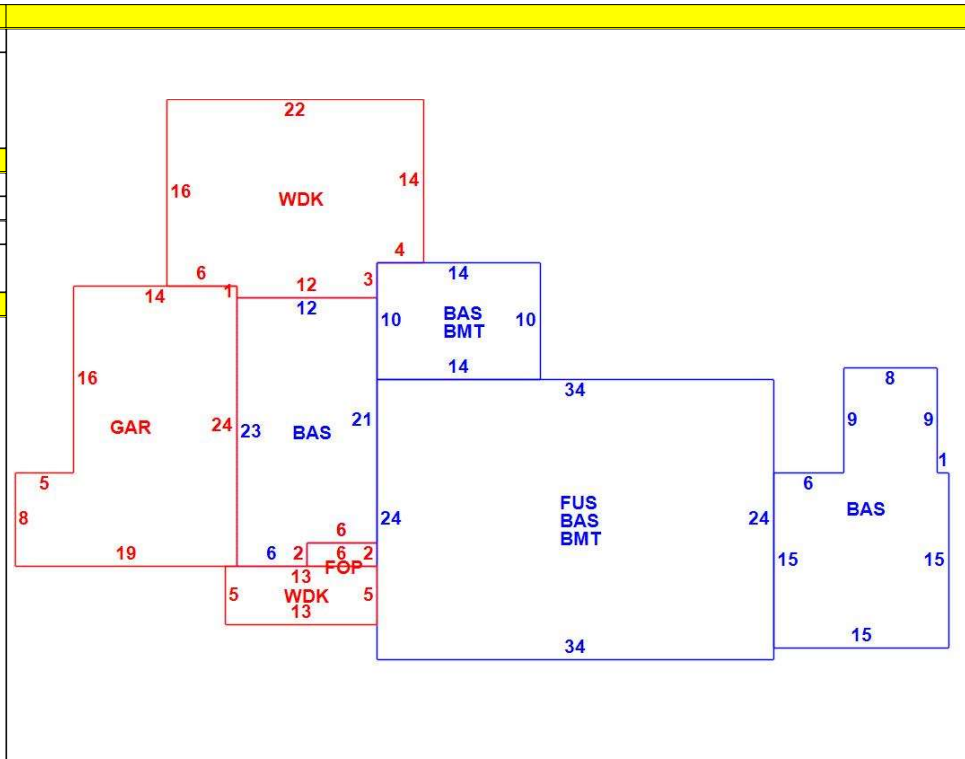 22
16 WDK 14
4
6 12 3 14
14 1 12
10 BAS 10
BMT
14
16 34 8
24 21 9 9
GAR 23 BAS
1
5 6
FUS BAS
8 24 BAS 24
BMT
6
19 6 2 6 2 15 15
FOP
13
5 WDK 5
13
34 15